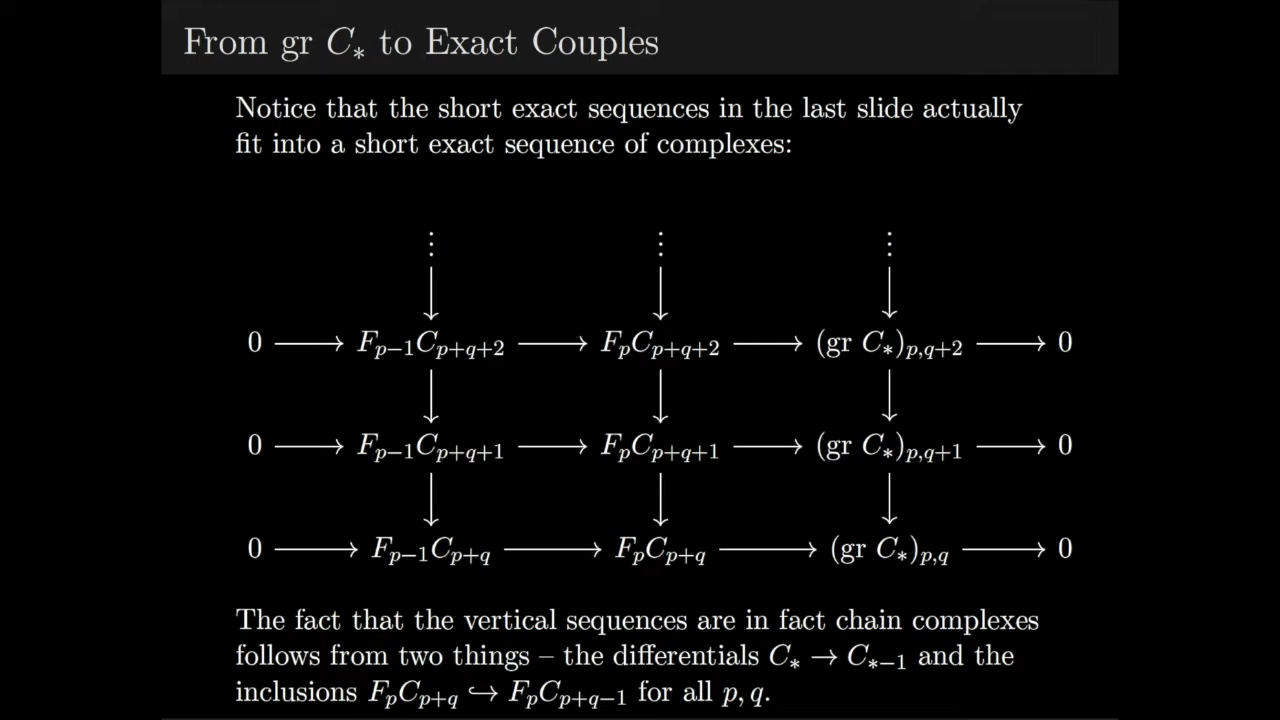 From gr C_* to Exact Couples
Notice that the short exact sequences in the last slide actually
fit into a short exact sequence of complexes:
⋮ ⋮ ⋮
0 ⟶ F_{p−1}C_{p+q+2} ⟶ F_pC_{p+q+2} ⟶ (gr C_*)_{p,q+2} ⟶ 0
0 ⟶ F_{p−1}C_{p+q+1} ⟶ F_pC_{p+q+1} ⟶ (gr C_*)_{p,q+1} ⟶ 0
0 ⟶ F_{p−1}C_{p+q} ⟶ F_pC_{p+q} ⟶ (gr C_*)_{p,q} ⟶ 0
The fact that the vertical sequences are in fact chain complexes
follows from two things – the differentials C_* → C_{*−1} and the
inclusions F_pC_{p+q} ↪ F_pC_{p+q−1} for all p, q.